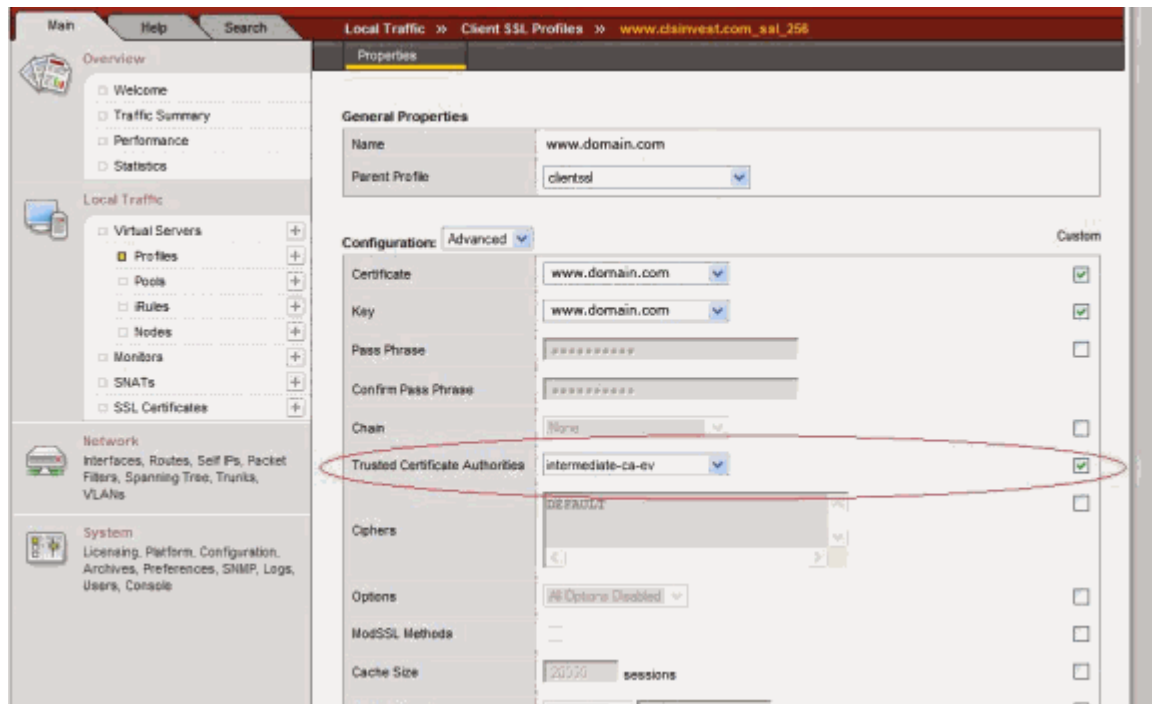 Main Help Search
Local Traffic » Client SSL Profiles » www.clsinvest.com_ssl_256
Properties
Overview
Welcome
Traffic Summary
Performance
Statistics
Local Traffic
Virtual Servers
Profiles
Pools
iRules
Nodes
Monitors
SNATs
SSL Certificates
Network
Interfaces, Routes, Self IPs, Packet
Filters, Spanning Tree, Trunks,
VLANs
System
Licensing, Platform, Configuration,
Archives, Preferences, SNMP, Logs,
Users, Console
General Properties
Name www.domain.com
Parent Profile clientssl
Configuration: Advanced Custom
Certificate www.domain.com
Key www.domain.com
Pass Phrase **********
Confirm Pass Phrase **********
Chain None
Trusted Certificate Authorities intermediate-ca-ev
Ciphers DEFAULT
Options All Options Disabled
ModSSL Methods
Cache Size sessions